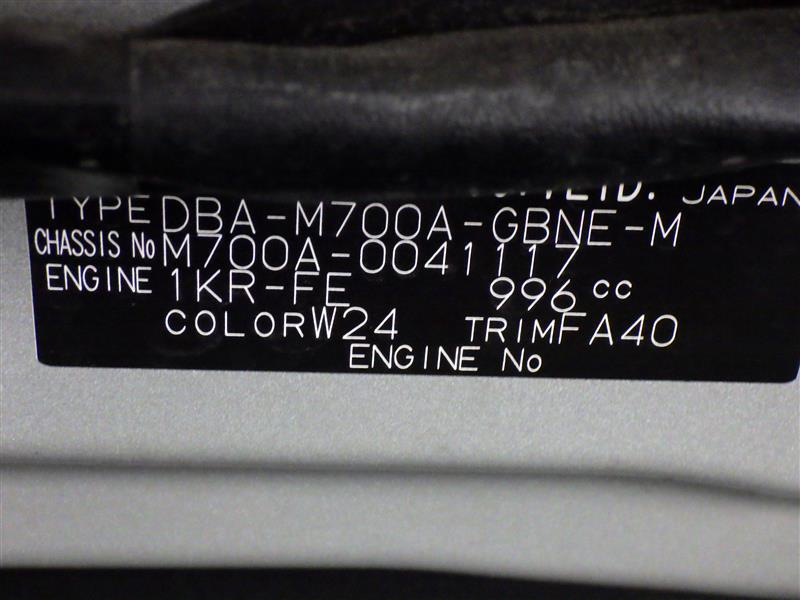 LTD. JAPAN
TYPE DBA-M700A-GBNE-M
CHASSIS No M700A-0041117
ENGINE 1KR-FE 996 cc
COLOR W24 TRIM FA40
ENGINE No